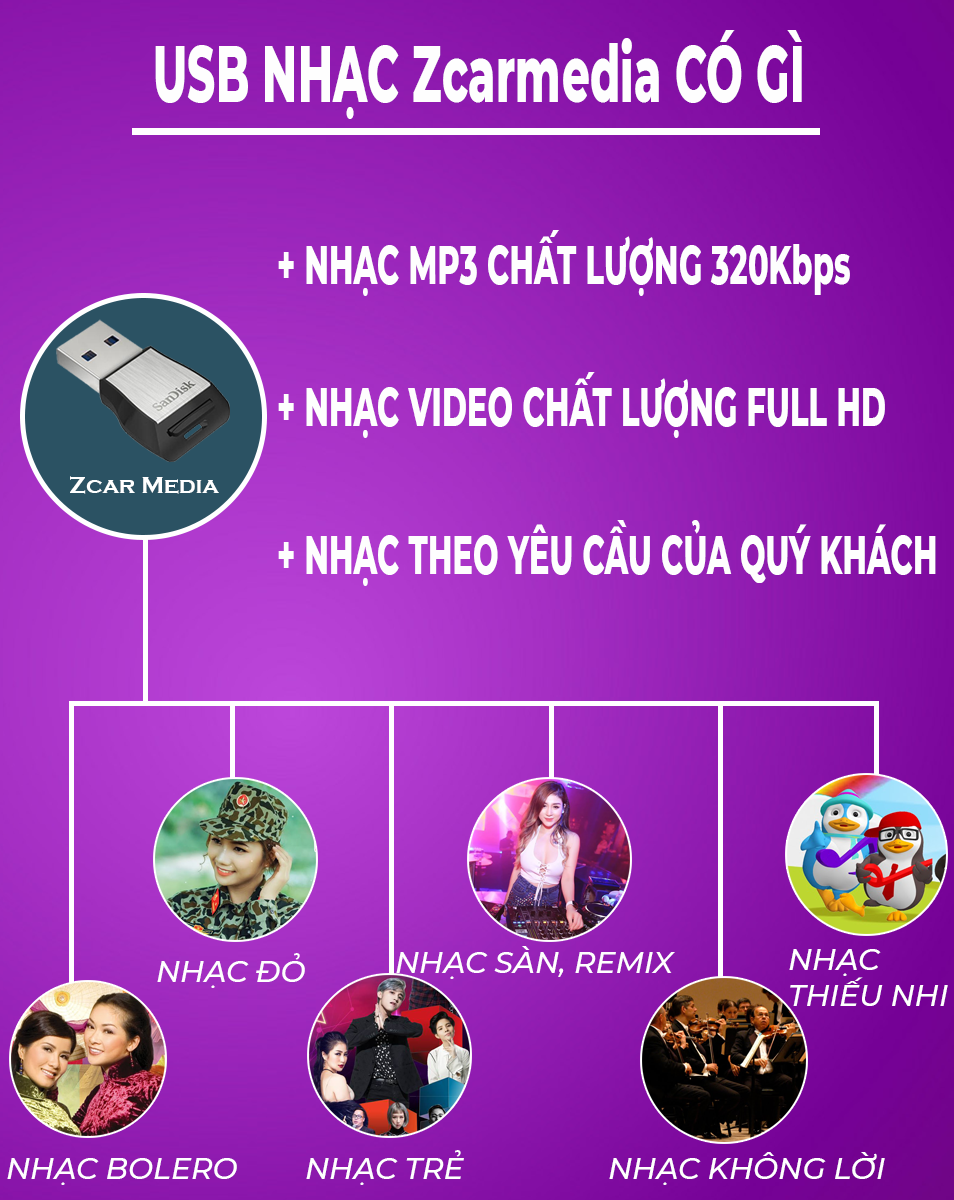 USB NHẠC Zcarmedia CÓ GÌ
+ NHẠC MP3 CHẤT LƯỢNG 320Kbps
+ NHẠC VIDEO CHẤT LƯỢNG FULL HD
+ NHẠC THEO YÊU CẦU CỦA QUÝ KHÁCH
SanDisk
ZCAR MEDIA
NHẠC ĐỎ
NHẠC SÀN, REMIX
NHẠC
THIẾU NHI
NHẠC BOLERO
NHẠC TRẺ
NHẠC KHÔNG LỜI